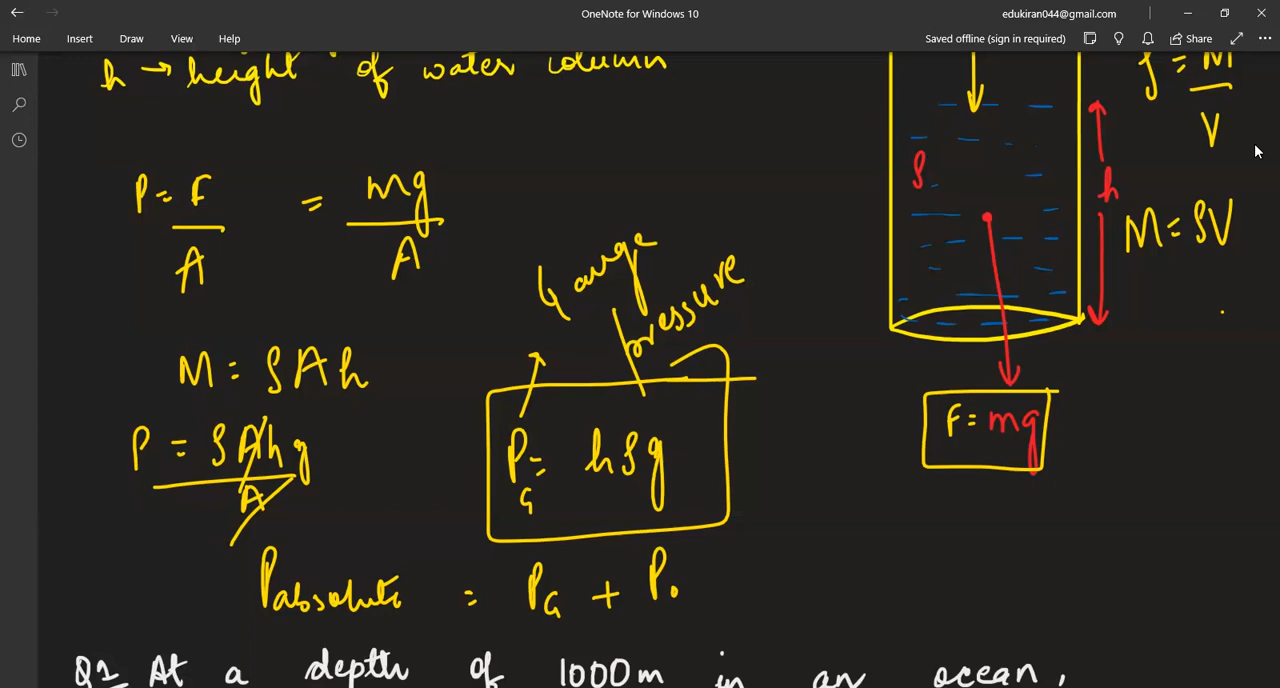 OneNote for Windows 10
edukiran044@gmail.com
Home Insert Draw View Help
Saved offline (sign in required)
Share
h → height of water column
ρ = M
V
P = F = mg
A A
ρ
h
M = ρV
Gauge
pressure
M = ρAh
P = ρAhg
A
P_G = hρg
F = mg
Pabsolute = P_G + P₀
Q1 At a depth of 1000m in an ocean,